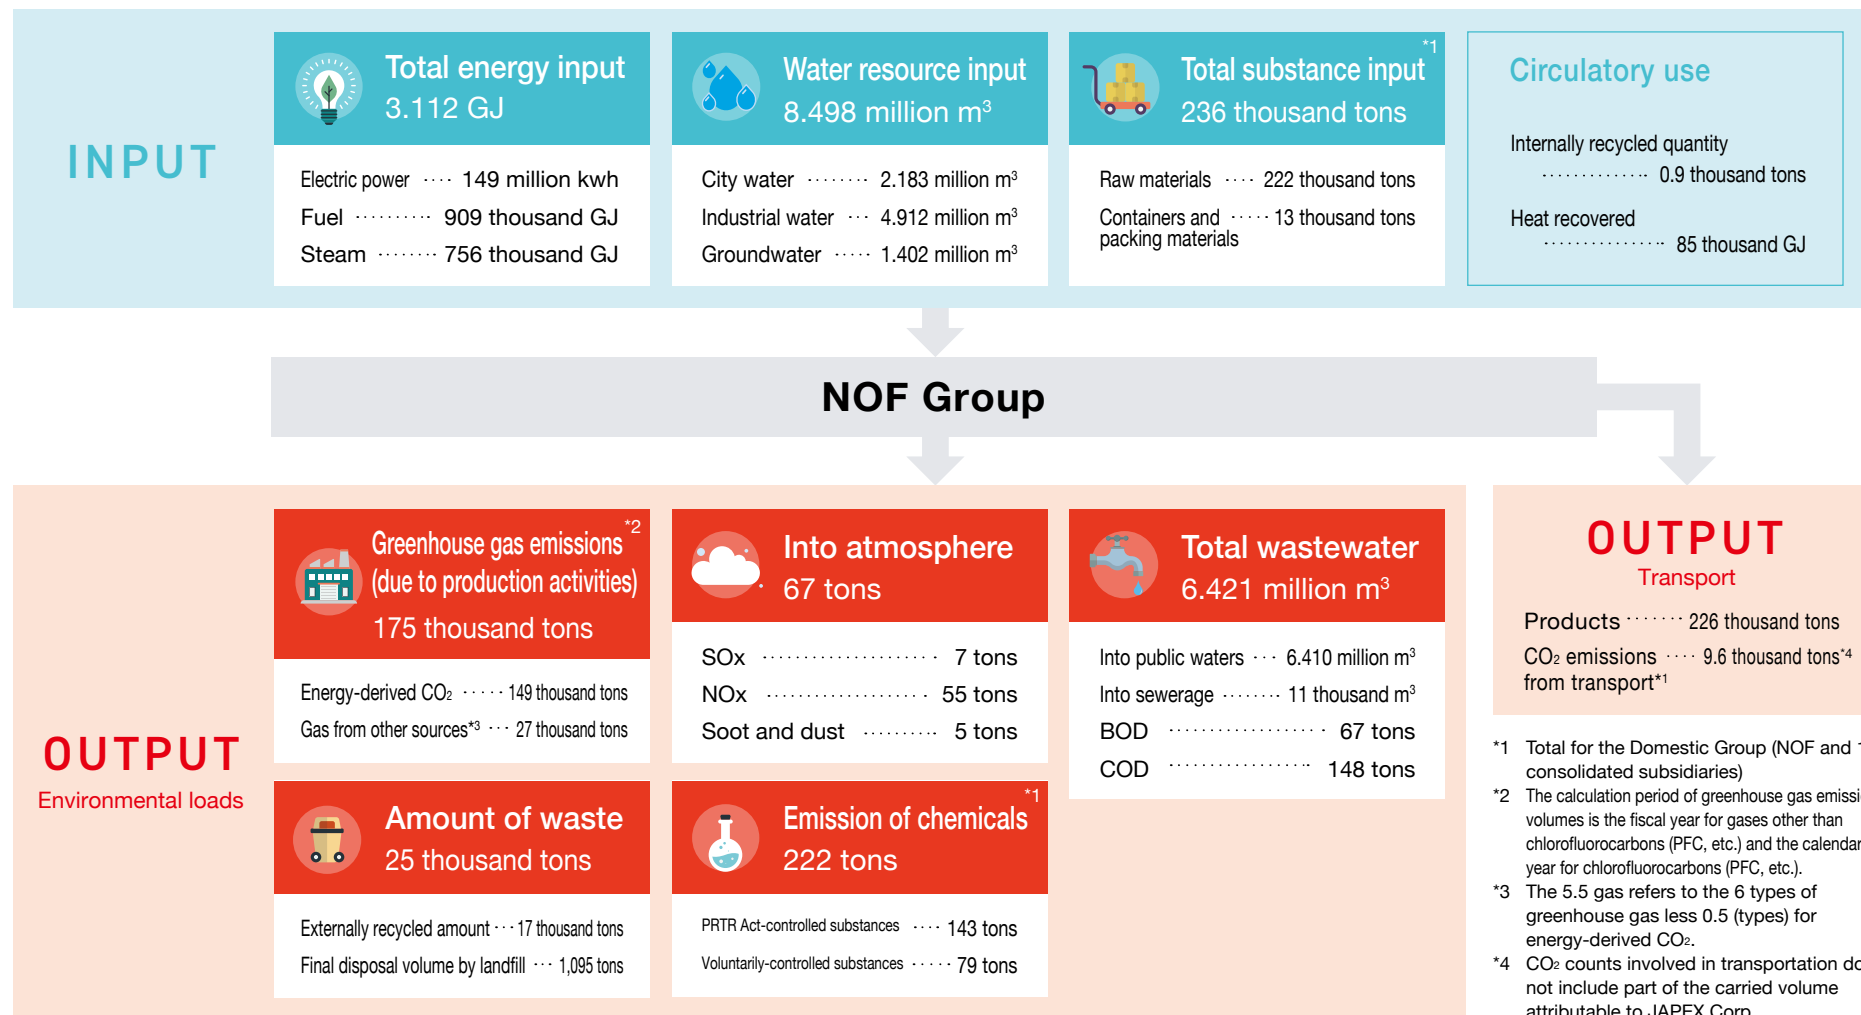 INPUT
Total energy input
3.112 GJ
Electric power ···· 149 million kwh
Fuel ·········· 909 thousand GJ
Steam ········ 756 thousand GJ
Water resource input
8.498 million m³
City water ········ 2.183 million m³
Industrial water ··· 4.912 million m³
Groundwater ····· 1.402 million m³
Total substance input *1
236 thousand tons
Raw materials ···· 222 thousand tons
Containers and ····· 13 thousand tons
packing materials
Circulatory use
Internally recycled quantity
·············· 0.9 thousand tons
Heat recovered
················ 85 thousand GJ
NOF Group
OUTPUT
Environmental loads
Greenhouse gas emissions *2
(due to production activities)
175 thousand tons
Energy-derived CO₂ ····· 149 thousand tons
Gas from other sources*3 ··· 27 thousand tons
Into atmosphere
67 tons
SOx ··················· 7 tons
NOx ·················· 55 tons
Soot and dust ·········· 5 tons
Total wastewater
6.421 million m³
Into public waters ··· 6.410 million m³
Into sewerage ········ 11 thousand m³
BOD ·················· 67 tons
COD ················· 148 tons
Amount of waste
25 thousand tons
Externally recycled amount ··· 17 thousand tons
Final disposal volume by landfill ··· 1,095 tons
Emission of chemicals *1
222 tons
PRTR Act-controlled substances ···· 143 tons
Voluntarily-controlled substances ····· 79 tons
OUTPUT
Transport
Products ······· 226 thousand tons
CO₂ emissions ···· 9.6 thousand tons*4
from transport*1
*1 Total for the Domestic Group (NOF and
consolidated subsidiaries)
*2 The calculation period of greenhouse gas
volumes is the fiscal year for gases other than
chlorofluorocarbons (PFC, etc.) and the calendar
year for chlorofluorocarbons (PFC, etc.).
*3 The 5.5 gas refers to the 6 types of
greenhouse gas less 0.5 (types) for
energy-derived CO₂.
*4 CO₂ counts involved in transportation
not include part of the carried volume
attributable to JAPEX Corp.